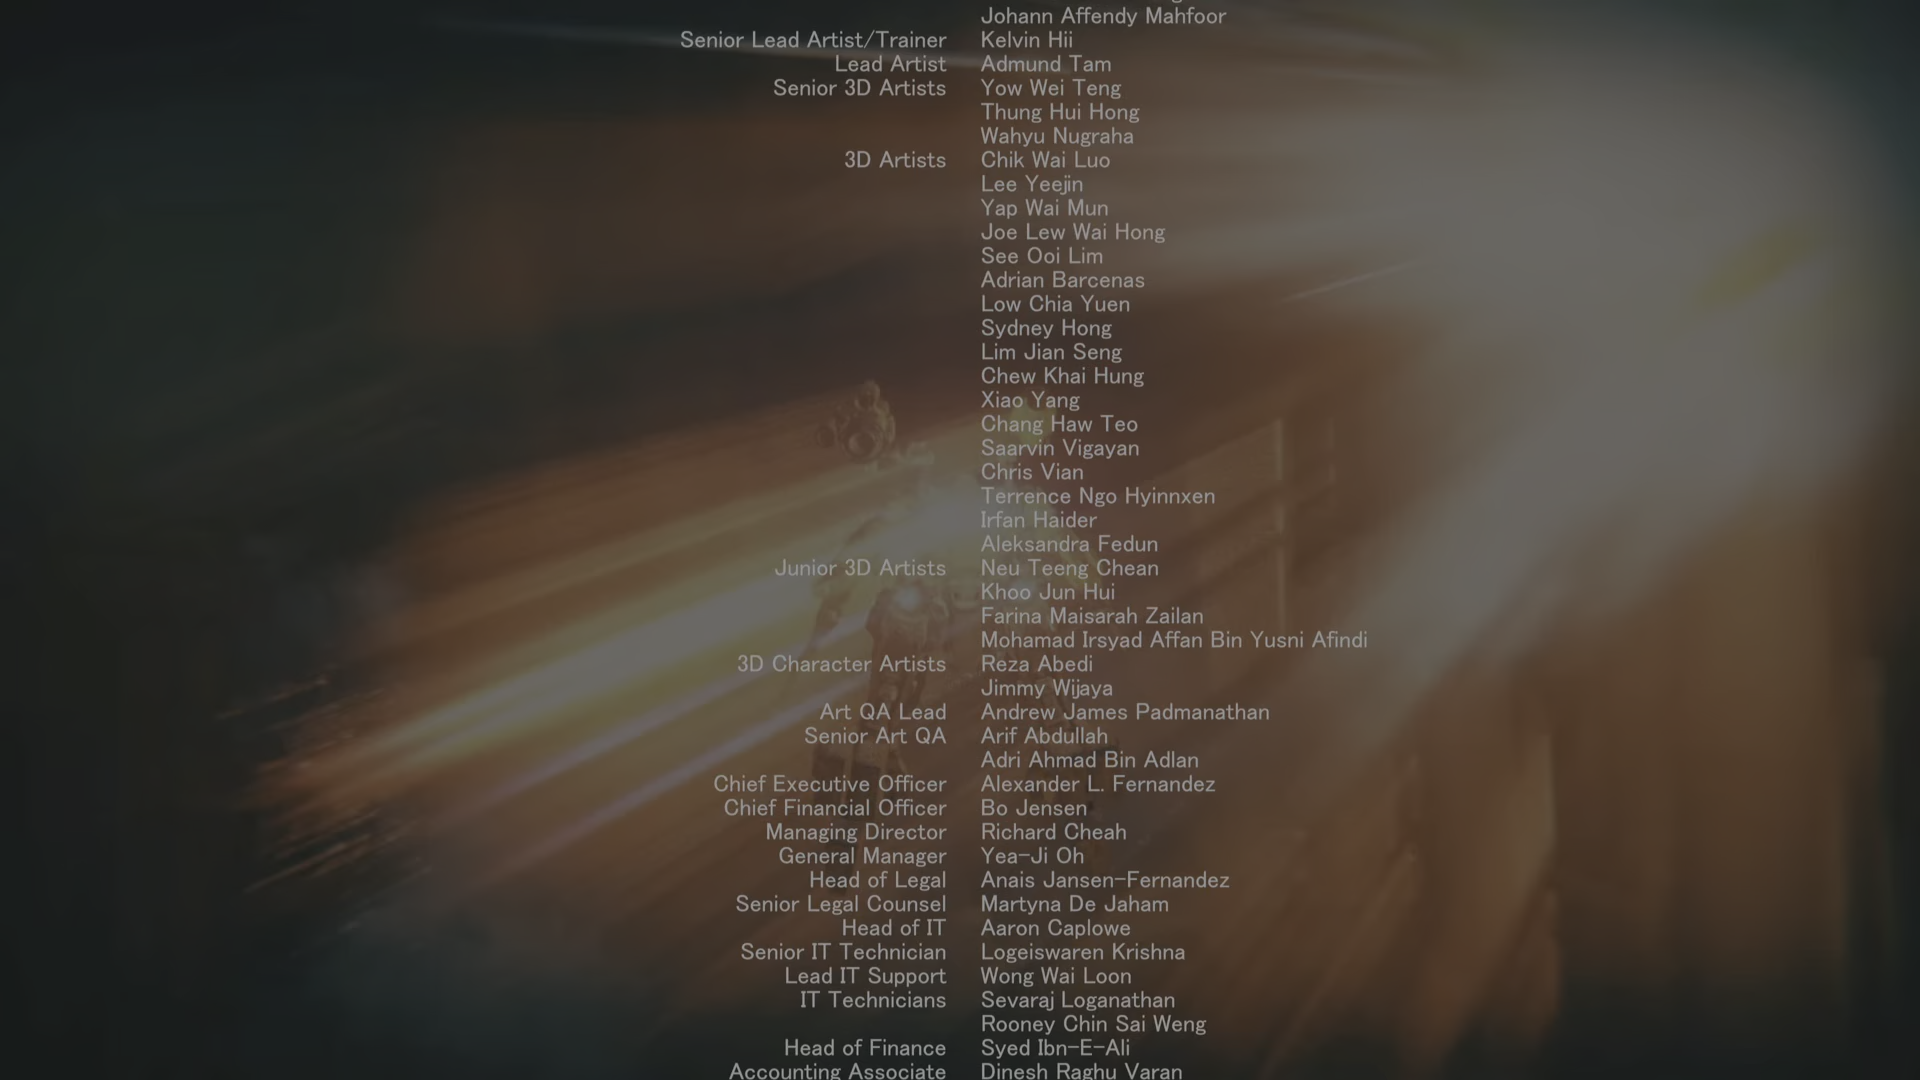 Johann Affendy Mahfoor
Senior Lead Artist/Trainer Kelvin Hii
Lead Artist Admund Tam
Senior 3D Artists Yow Wei Teng
Thung Hui Hong
Wahyu Nugraha
3D Artists Chik Wai Luo
Lee Yeejin
Yap Wai Mun
Joe Lew Wai Hong
See Ooi Lim
Adrian Barcenas
Low Chia Yuen
Sydney Hong
Lim Jian Seng
Chew Khai Hung
Xiao Yang
Chang Haw Teo
Saarvin Vigayan
Chris Vian
Terrence Ngo Hyinnxen
Irfan Haider
Aleksandra Fedun
Junior 3D Artists Neu Teeng Chean
Khoo Jun Hui
Farina Maisarah Zailan
Mohamad Irsyad Affan Bin Yusni Afindi
3D Character Artists Reza Abedi
Jimmy Wijaya
Art QA Lead Andrew James Padmanathan
Senior Art QA Arif Abdullah
Adri Ahmad Bin Adlan
Chief Executive Officer Alexander L. Fernandez
Chief Financial Officer Bo Jensen
Managing Director Richard Cheah
General Manager Yea-Ji Oh
Head of Legal Anais Jansen-Fernandez
Senior Legal Counsel Martyna De Jaham
Head of IT Aaron Caplowe
Senior IT Technician Logeiswaren Krishna
Lead IT Support Wong Wai Loon
IT Technicians Sevaraj Loganathan
Rooney Chin Sai Weng
Head of Finance Syed Ibn-E-Ali
Accounting Associate Dinesh Raghu Varan